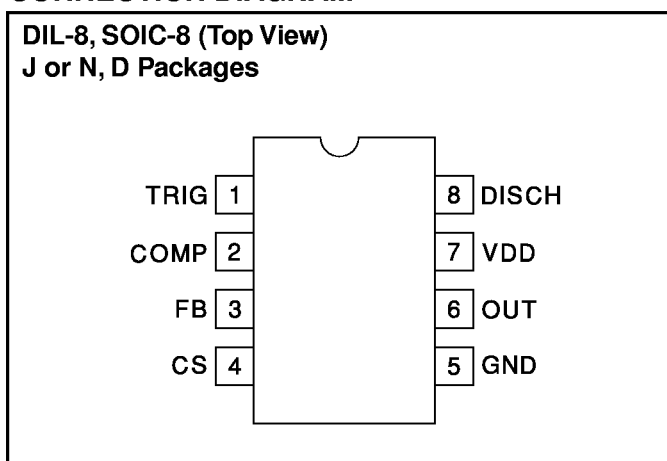 DIL-8, SOIC-8 (Top View)
J or N, D Packages
TRIG 1 8 DISCH
COMP 2 7 VDD
FB 3 6 OUT
CS 4 5 GND